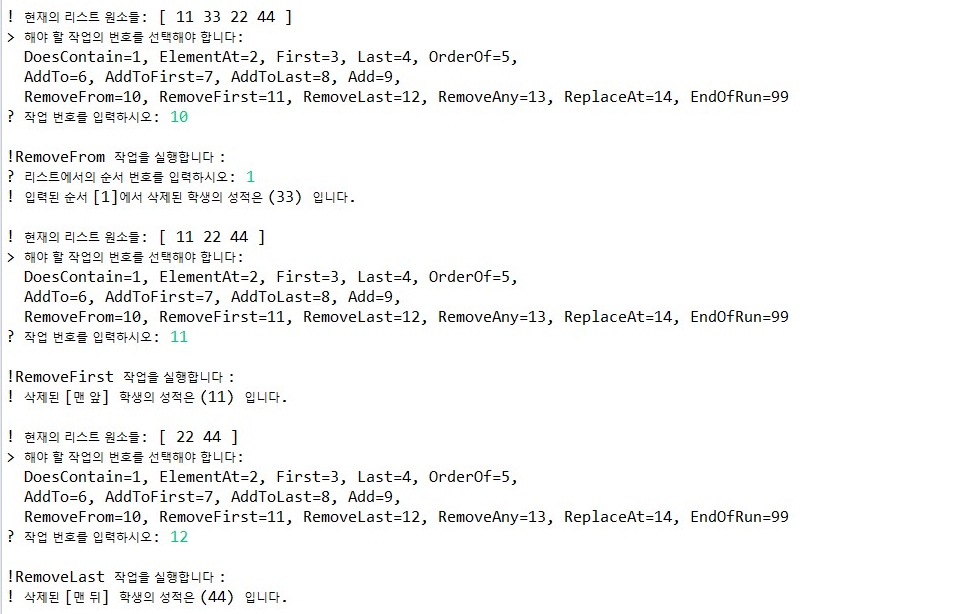 ! 현재의 리스트 원소들: [ 11 33 22 44 ]
> 해야 할 작업의 번호를 선택해야 합니다:
DoesContain=1, ElementAt=2, First=3, Last=4, OrderOf=5,
AddTo=6, AddToFirst=7, AddToLast=8, Add=9,
RemoveFrom=10, RemoveFirst=11, RemoveLast=12, RemoveAny=13, ReplaceAt=14, EndOfRun=99
? 작업 번호를 입력하시오: 10
!RemoveFrom 작업을 실행합니다 :
? 리스트에서의 순서 번호를 입력하시오: 1
! 입력된 순서 [1]에서 삭제된 학생의 성적은 (33) 입니다.
! 현재의 리스트 원소들: [ 11 22 44 ]
> 해야 할 작업의 번호를 선택해야 합니다:
DoesContain=1, ElementAt=2, First=3, Last=4, OrderOf=5,
AddTo=6, AddToFirst=7, AddToLast=8, Add=9,
RemoveFrom=10, RemoveFirst=11, RemoveLast=12, RemoveAny=13, ReplaceAt=14, EndOfRun=99
? 작업 번호를 입력하시오: 11
!RemoveFirst 작업을 실행합니다 :
! 삭제된 [맨 앞] 학생의 성적은 (11) 입니다.
! 현재의 리스트 원소들: [ 22 44 ]
> 해야 할 작업의 번호를 선택해야 합니다:
DoesContain=1, ElementAt=2, First=3, Last=4, OrderOf=5,
AddTo=6, AddToFirst=7, AddToLast=8, Add=9,
RemoveFrom=10, RemoveFirst=11, RemoveLast=12, RemoveAny=13, ReplaceAt=14, EndOfRun=99
? 작업 번호를 입력하시오: 12
!RemoveLast 작업을 실행합니다 :
! 삭제된 [맨 뒤] 학생의 성적은 (44) 입니다.